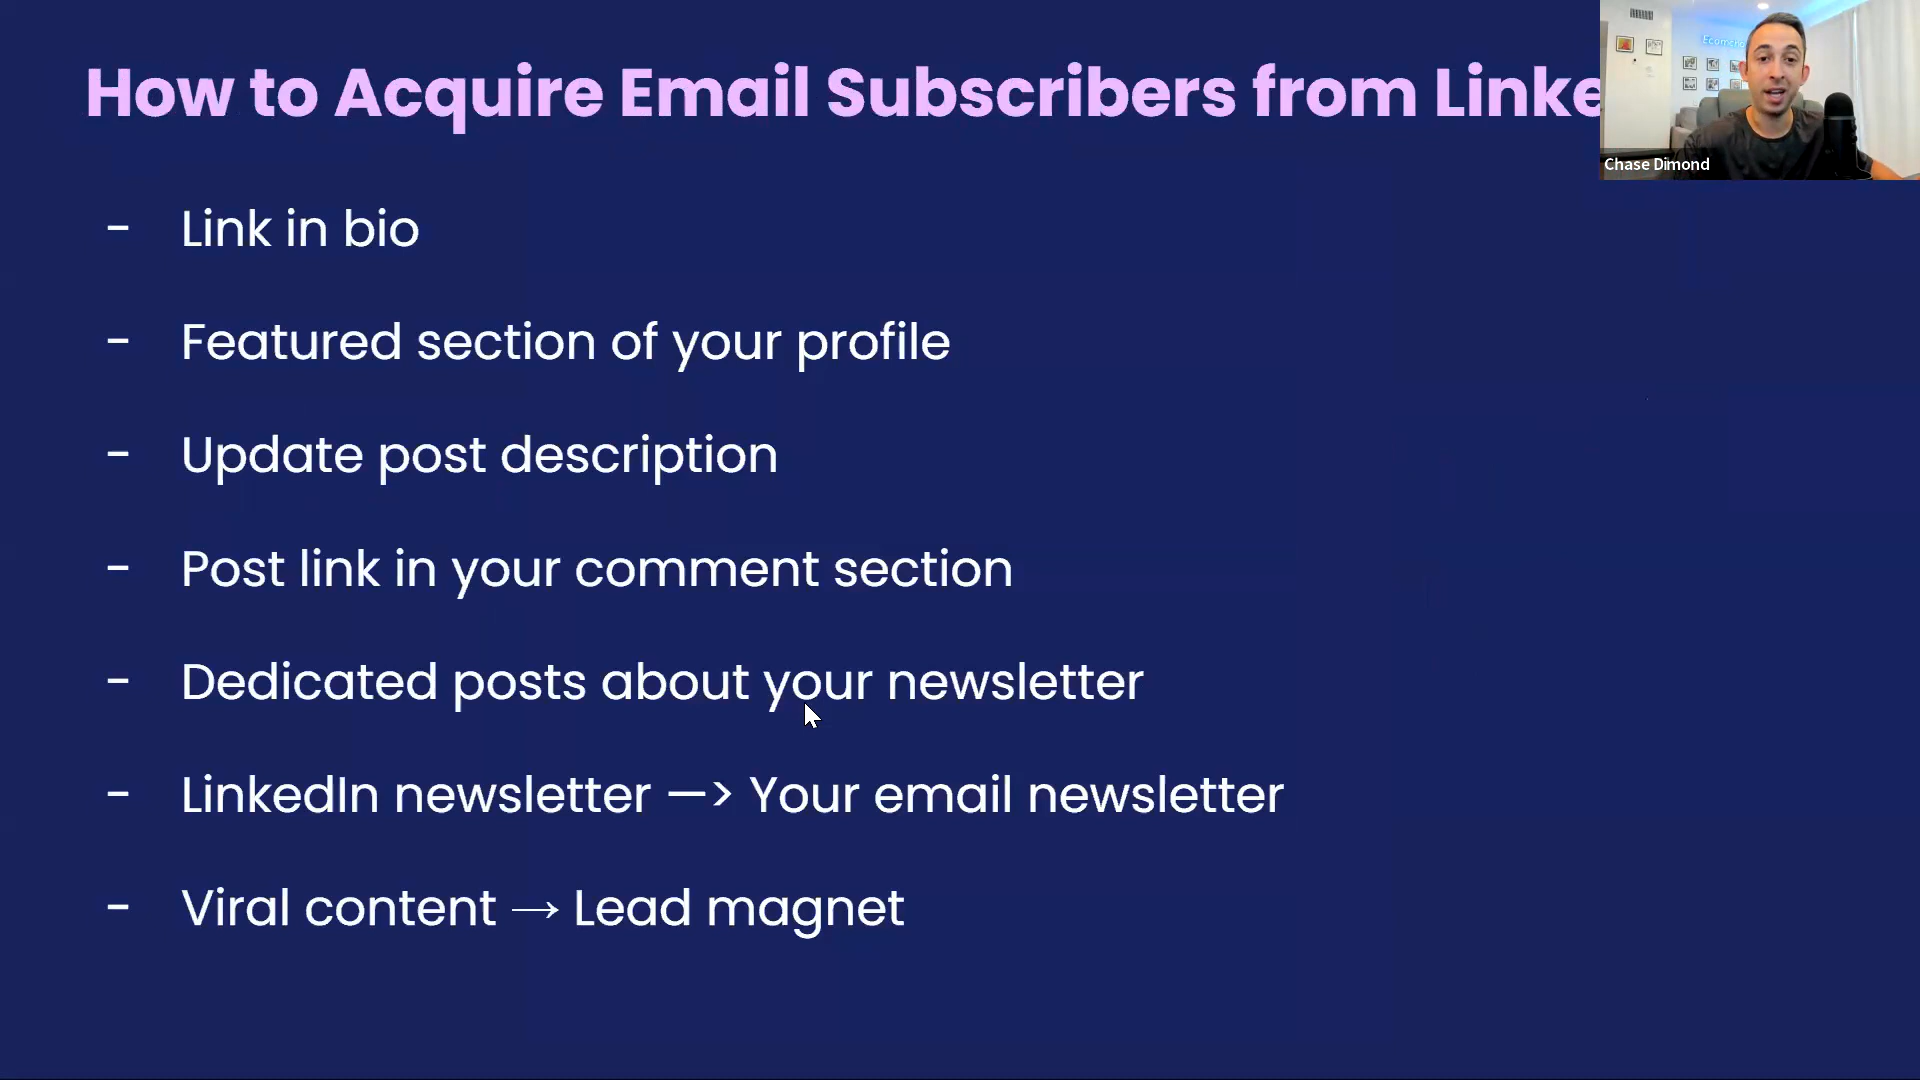 How to Acquire Email Subscribers from Linke
Chase Dimond
- Link in bio
- Featured section of your profile
- Update post description
- Post link in your comment section
- Dedicated posts about your newsletter
- LinkedIn newsletter —> Your email newsletter
- Viral content → Lead magnet